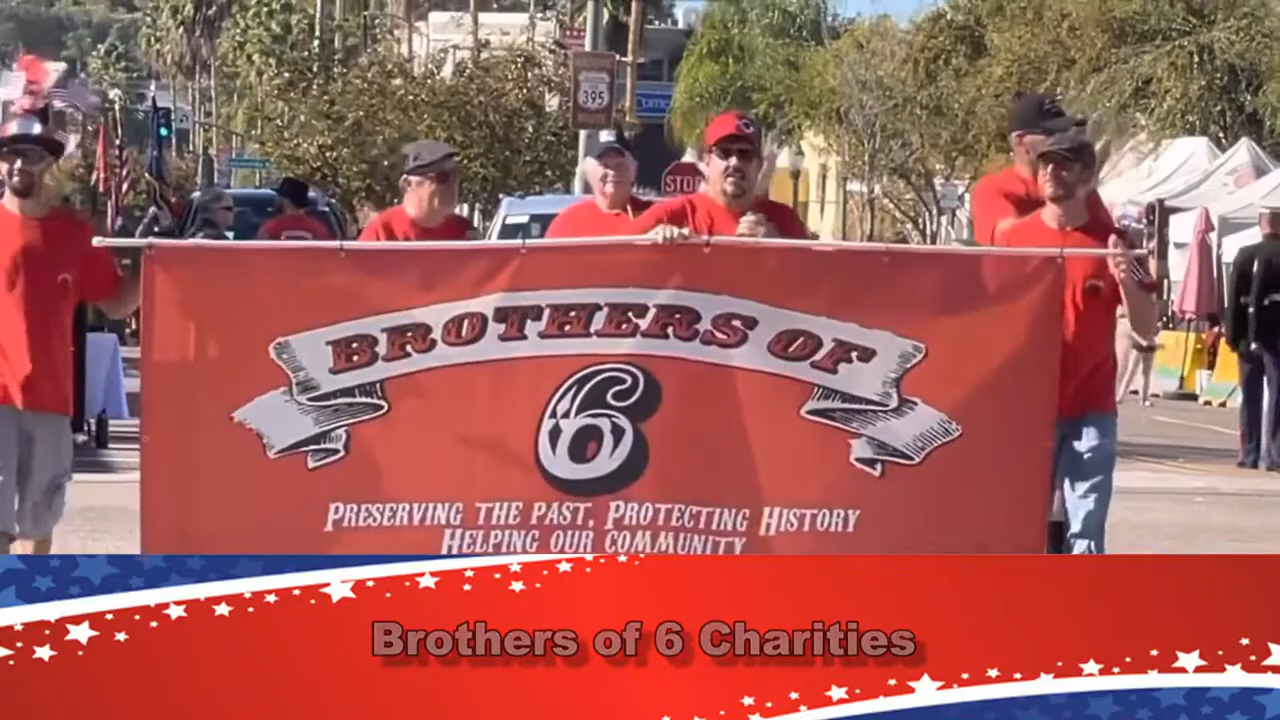 395
STOP
BROTHERS OF
6
PRESERVING THE PAST, PROTECTING HISTORY
HELPING OUR COMMUNITY
Brothers of 6 Charities